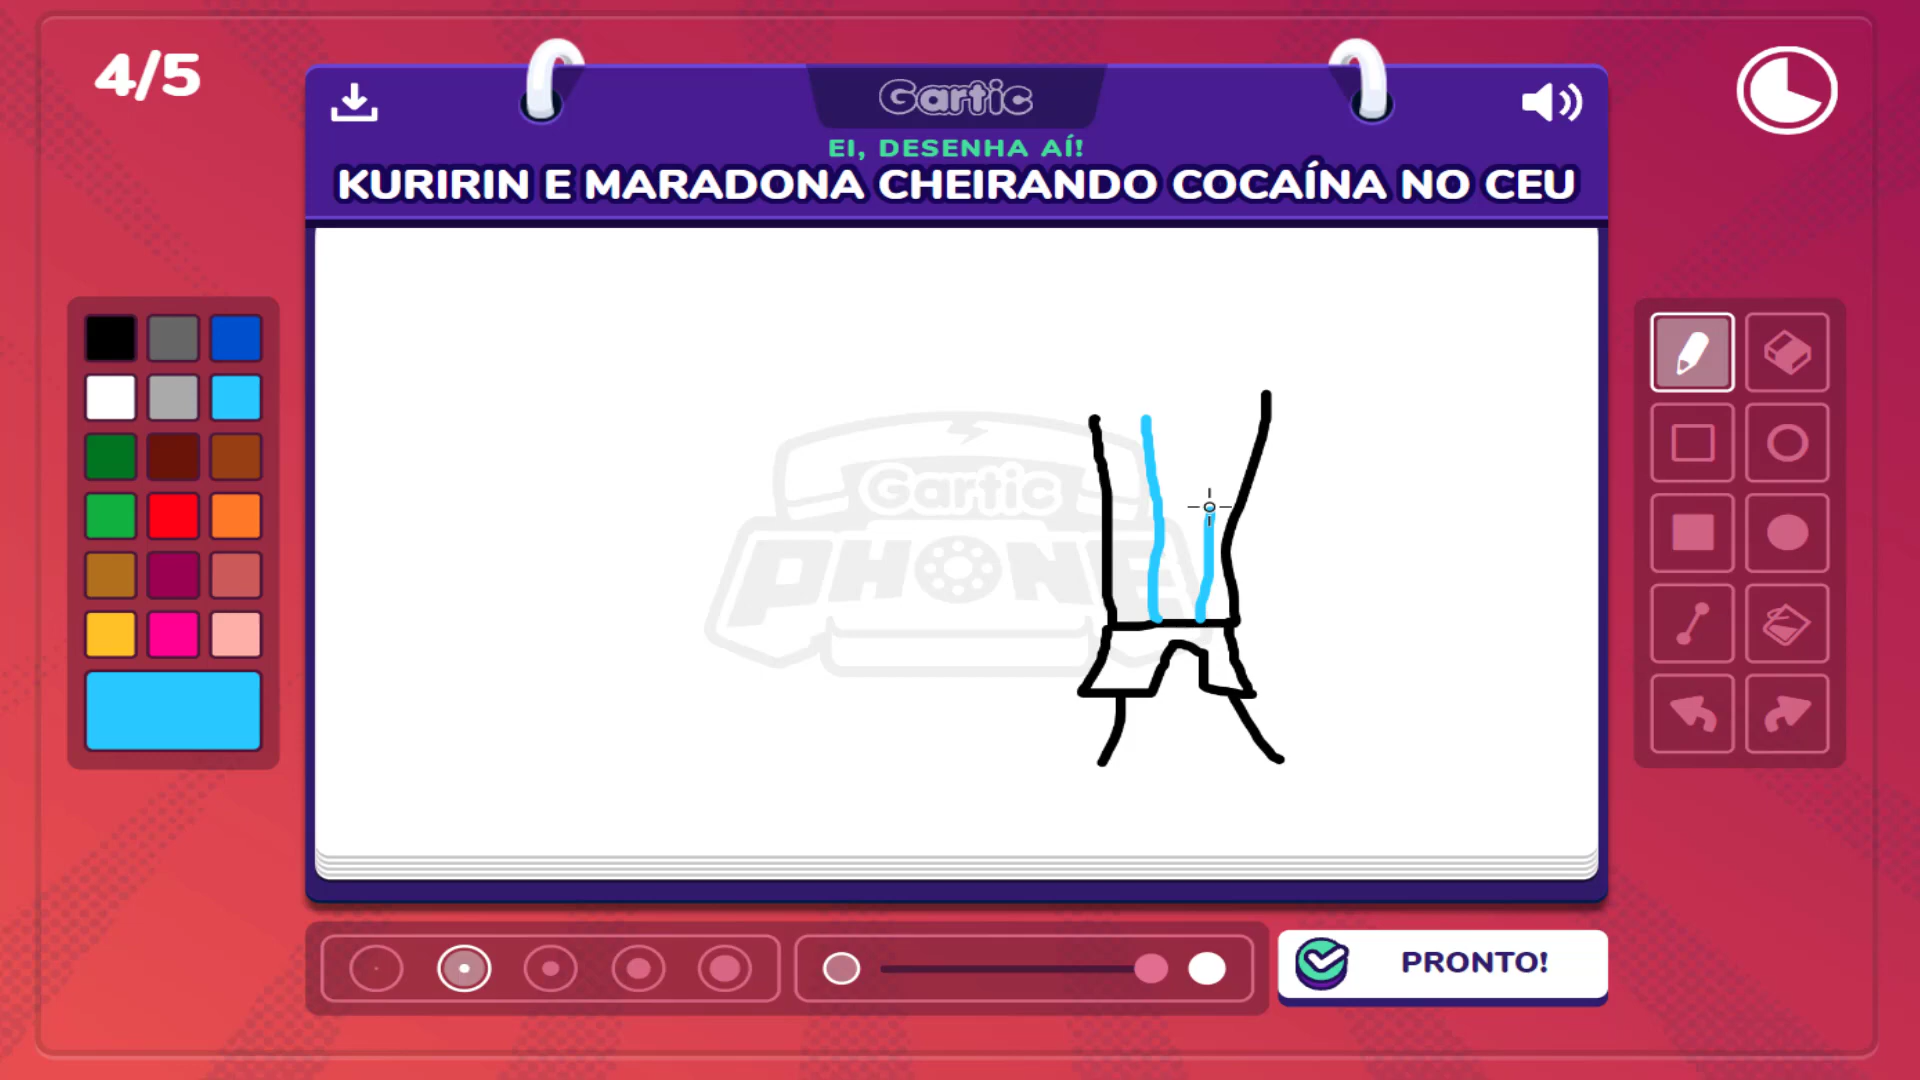 4/5
Gartic
EI, DESENHA AÍ!
KURIRIN E MARADONA CHEIRANDO COCAÍNA NO CEU
Gartic
PHONE
PRONTO!